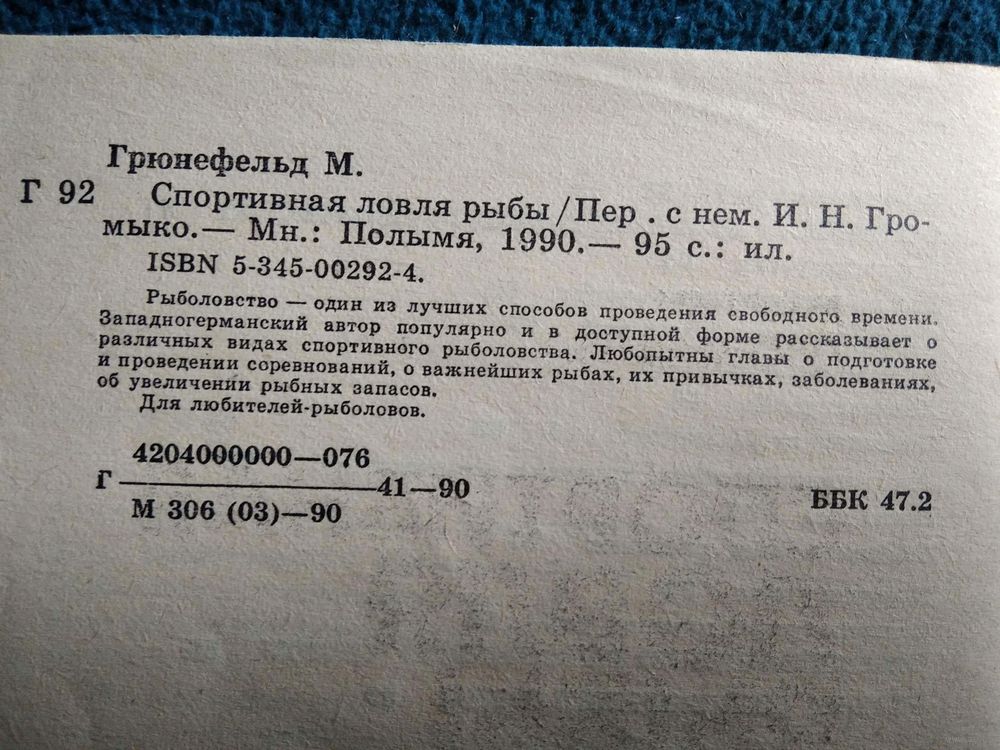 Грюнефельд М.
Г 92 Спортивная ловля рыбы/Пер . с нем. И. Н. Гро-
мыко.— Мн.: Полымя, 1990.— 95 с.: ил.
ISBN 5-345-00292-4.
Рыболовство — один из лучших способов проведения свободного времени.
Западногерманский автор популярно и в доступной форме рассказывает о
различных видах спортивного рыболовства. Любопытны главы о подготовке
и проведении соревнований, о важнейших рыбах, их привычках, заболеваниях,
об увеличении рыбных запасов.
Для любителей-рыболовов.
4204000000—076
Г ————— 41—90
М 306 (03)—90
ББК 47.2